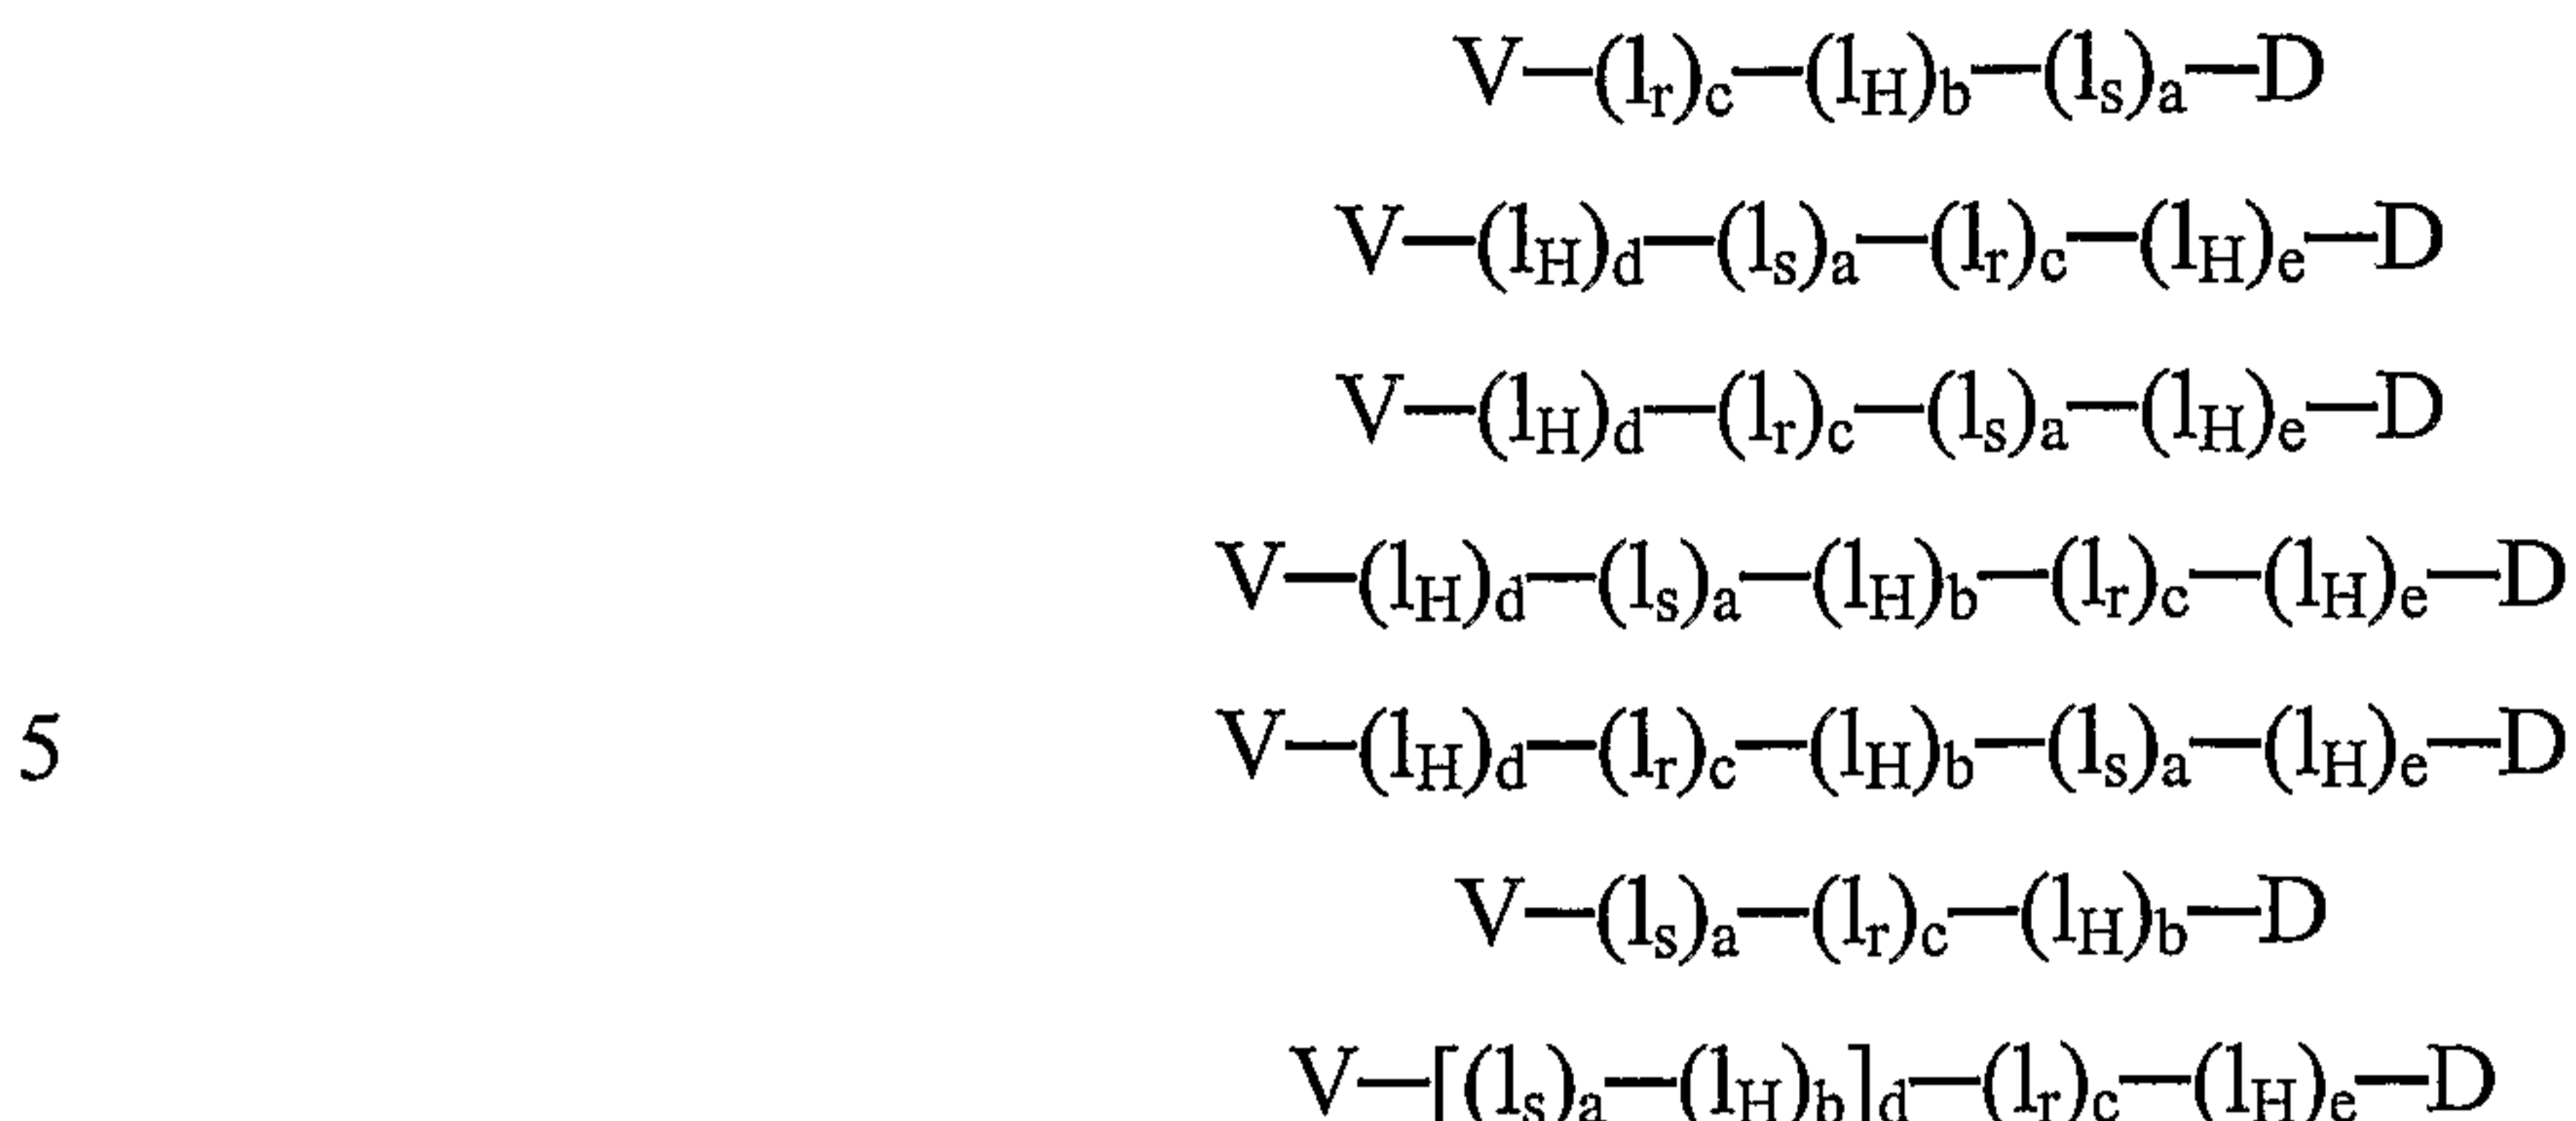 V—(l_r)_c—(l_H)_b—(l_s)_a—D
V—(l_H)_d—(l_s)_a—(l_r)_c—(l_H)_e—D
V—(l_H)_d—(l_r)_c—(l_s)_a—(l_H)_e—D
V—(l_H)_d—(l_s)_a—(l_H)_b—(l_r)_c—(l_H)_e—D
5 V—(l_H)_d—(l_r)_c—(l_H)_b—(l_s)_a—(l_H)_e—D
V—(l_s)_a—(l_r)_c—(l_H)_b—D
V—[(l_s)_a—(l_H)_b]_d—(l_r)_c—(l_H)_e—D